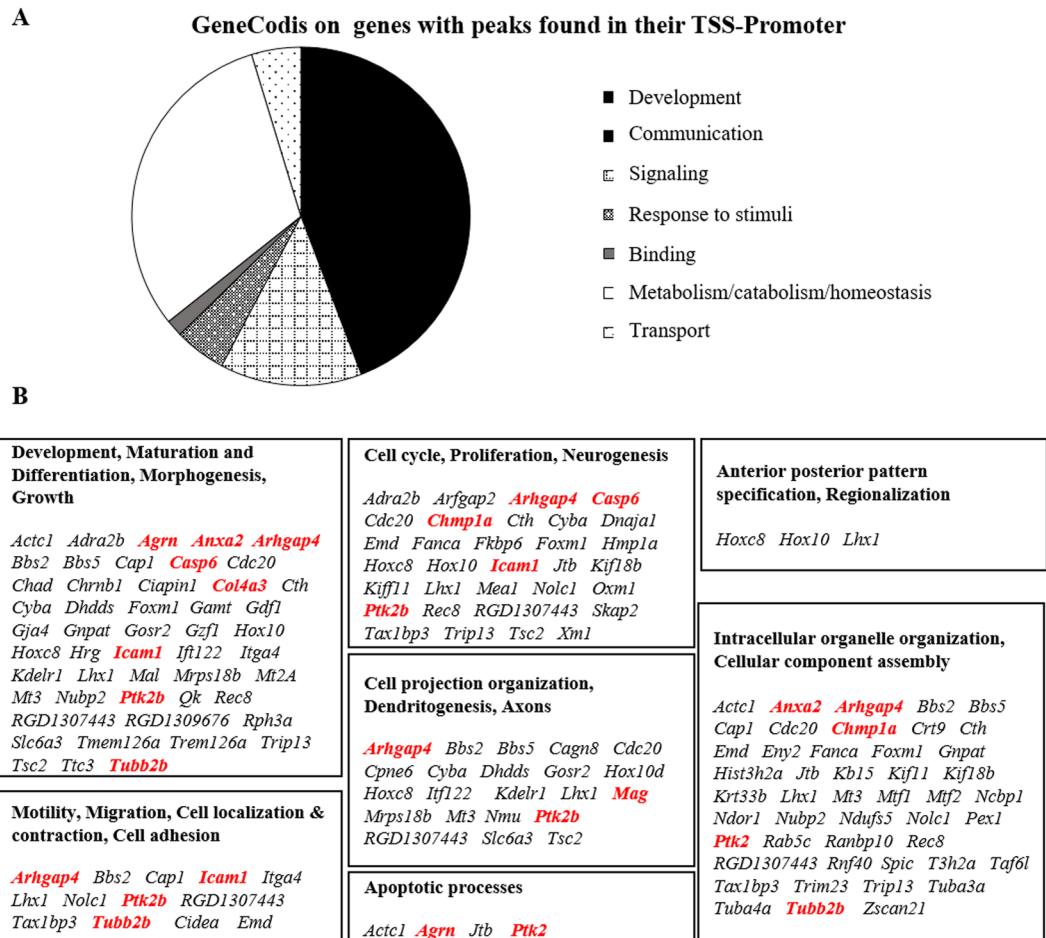 A
GeneCodis on genes with peaks found in their TSS-Promoter
Development
Communication
Signaling
Response to stimuli
Binding
Metabolism/catabolism/homeostasis
Transport
B
Development, Maturation and
Differentiation, Morphogenesis,
Growth
Actc1 Adra2b Agrn Anxa2 Arhgap4
Bbs2 Bbs5 Cap1 Casp6 Cdc20
Chad Chrnb1 Ciapin1 Col4a3 Cth
Cyba Dhdds Foxm1 Gamt Gdf1
Gja4 Gnpat Gosr2 Gzf1 Hox10
Hoxc8 Hrg Icam1 Ift122 Itga4
Kdelr1 Lhx1 Mal Mrps18b Mt2A
Mt3 Nubp2 Ptk2b Qk Rec8
RGD1307443 RGD1309676 Rph3a
Slc6a3 Tmem126a Trem126a Trip13
Tsc2 Ttc3 Tubb2b
Motility, Migration, Cell localization &
contraction, Cell adhesion
Arhgap4 Bbs2 Cap1 Icam1 Itga4
Lhx1 Nolc1 Ptk2b RGD1307443
Tax1bp3 Tubb2b Cidea Emd
Cell cycle, Proliferation, Neurogenesis
Adra2b Arfgap2 Arhgap4 Casp6
Cdc20 Chmp1a Cth Cyba Dnaja1
Emd Fanca Fkbp6 Foxm1 Hmp1a
Hoxc8 Hox10 Icam1 Jtb Kif18b
Kiff11 Lhx1 Mea1 Nolc1 Oxm1
Ptk2b Rec8 RGD1307443 Skap2
Tax1bp3 Trip13 Tsc2 Xm1
Cell projection organization,
Dendritogenesis, Axons
Arhgap4 Bbs2 Bbs5 Cagn8 Cdc20
Cpne6 Cyba Dhdds Gosr2 Hox10d
Hoxc8 Itf122 Kdelr1 Lhx1 Mag
Mrps18b Mt3 Nmu Ptk2b
RGD1307443 Slc6a3 Tsc2
Apoptotic processes
Actc1 Agrn Jtb Ptk2
Anterior posterior pattern
specification, Regionalization
Hoxc8 Hox10 Lhx1
Intracellular organelle organization,
Cellular component assembly
Actc1 Anxa2 Arhgap4 Bbs2 Bbs5
Cap1 Cdc20 Chmp1a Crt9 Cth
Emd Eny2 Fanca Foxm1 Gnpat
Hist3h2a Jtb Kb15 Kif11 Kif18b
Krt33b Lhx1 Mt3 Mtf1 Mtf2 Ncbp1
Ndor1 Nubp2 Ndufs5 Nolc1 Pex1
Ptk2 Rab5c Ranbp10 Rec8
RGD1307443 Rnf40 Spic T3h2a Taf6l
Tax1bp3 Trim23 Trip13 Tuba3a
Tuba4a Tubb2b Zscan21